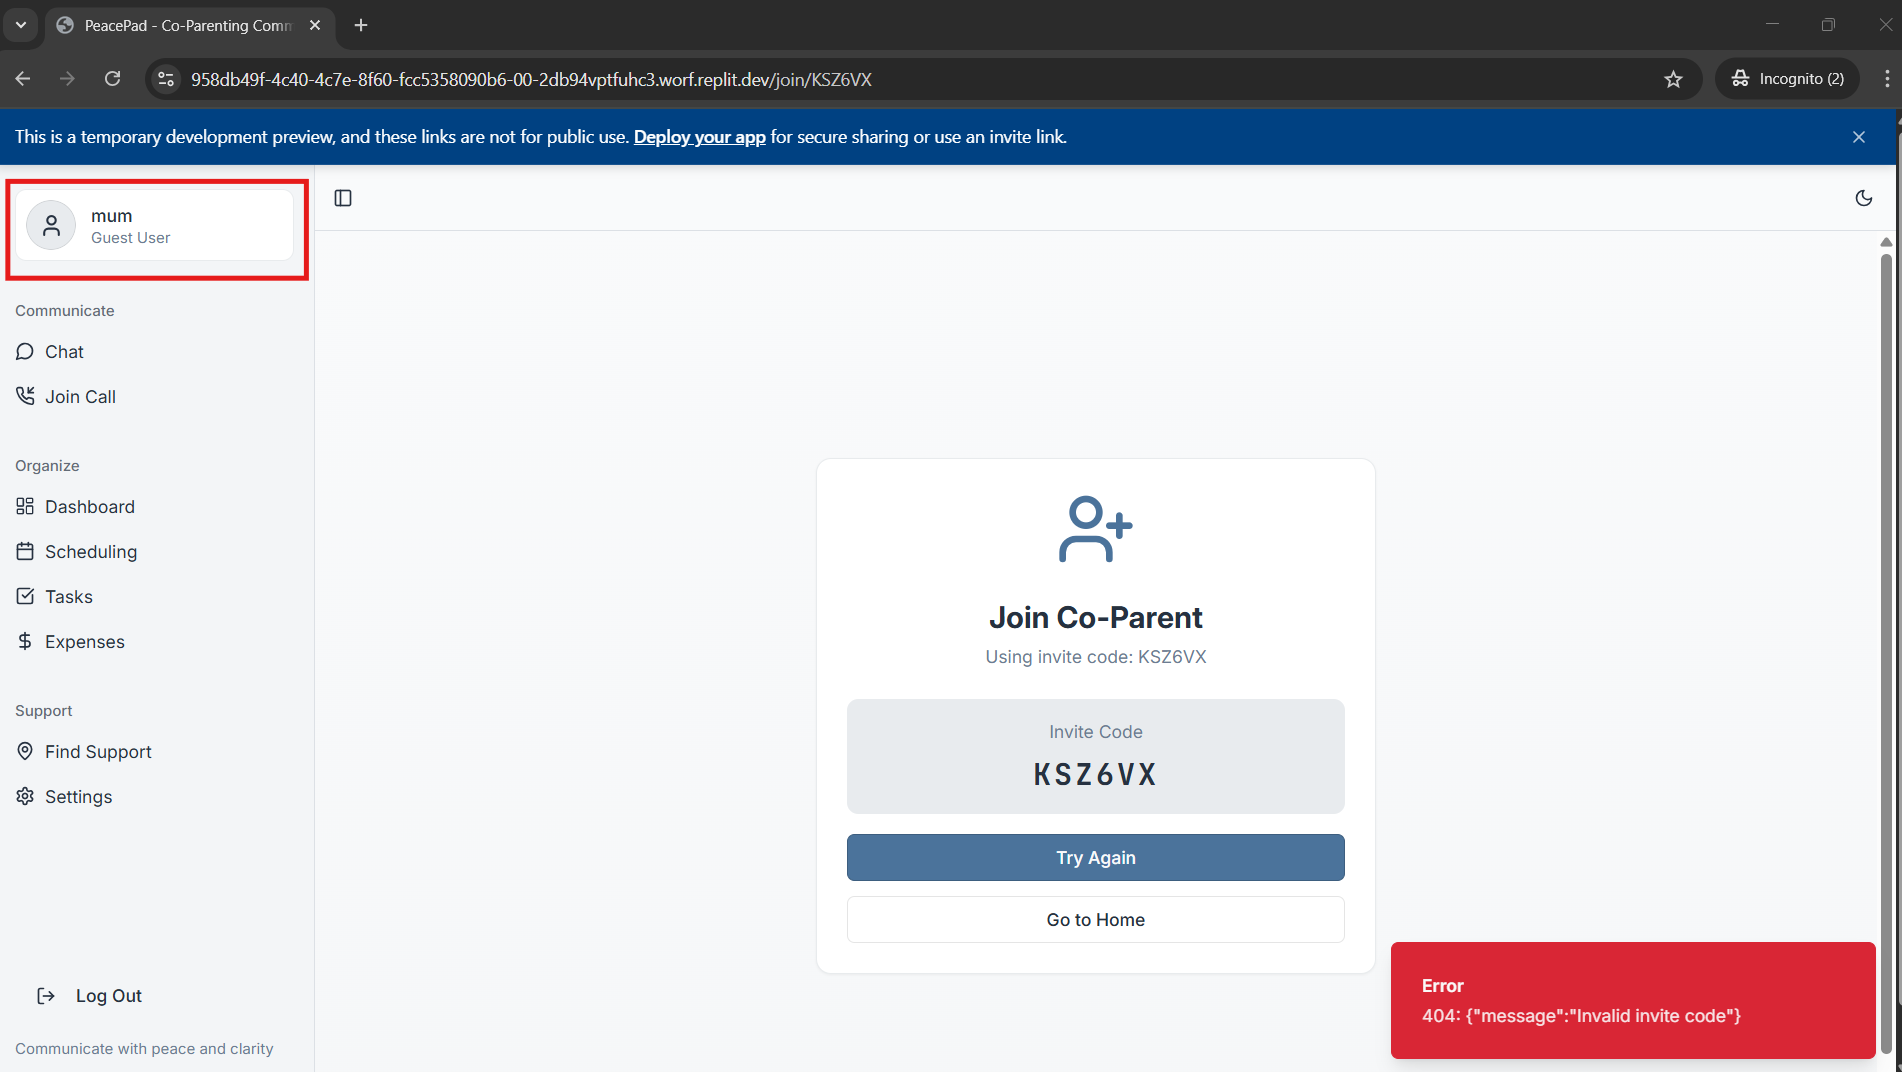 PeacePad - Co-Parenting Comm
958db49f-4c40-4c7e-8f60-fcc5358090b6-00-2db94vptfuhc3.worf.replit.dev/join/KSZ6VX
Incognito (2)
This is a temporary development preview, and these links are not for public use. Deploy your app for secure sharing or use an invite link.
mum
Guest User
Communicate
Chat
Join Call
Organize
Dashboard
Scheduling
Tasks
Expenses
Support
Find Support
Settings
Log Out
Communicate with peace and clarity
Join Co-Parent
Using invite code: KSZ6VX
Invite Code
KSZ6VX
Try Again
Go to Home
Error
404: {"message":"Invalid invite code"}